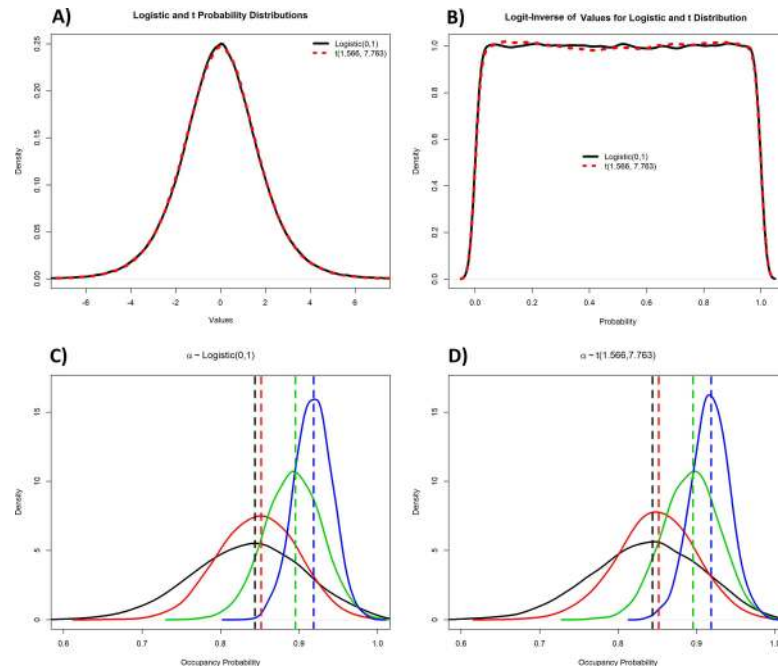 A)
Logistic and t Probability Distributions
Density
0.25
0.20
0.15
0.10
0.05
0.00
Logistic(0,1)
t(1.566, 7.763)
-6
-4
-2
0
2
4
6
Values
B)
Logit-Inverse of Values for Logistic and t Distribution
Density
1.0
0.8
0.6
0.4
0.2
0.0
Logistic(0,1)
t(1.566, 7.763)
0.0
0.2
0.4
0.6
0.8
1.0
Probability
C)
α ~ Logistic(0,1)
Density
15
10
5
0
0.6
0.7
0.8
0.9
1.0
Occupancy Probability
D)
α ~ t(1.566,7.763)
Density
15
10
5
0
0.6
0.7
0.8
0.9
1.0
Occupancy Probability